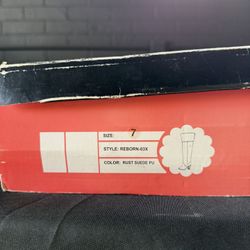 SIZE: 7
STYLE: REBORN-03X
COLOR: RUST SUEDE PU